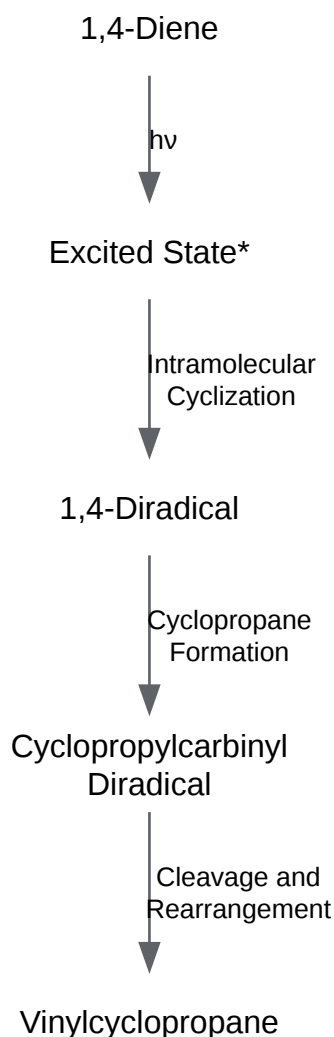 1,4-Diene
hν
Excited State*
Intramolecular
Cyclization
1,4-Diradical
Cyclopropane
Formation
Cyclopropylcarbinyl
Diradical
Cleavage and
Rearrangement
Vinylcyclopropane